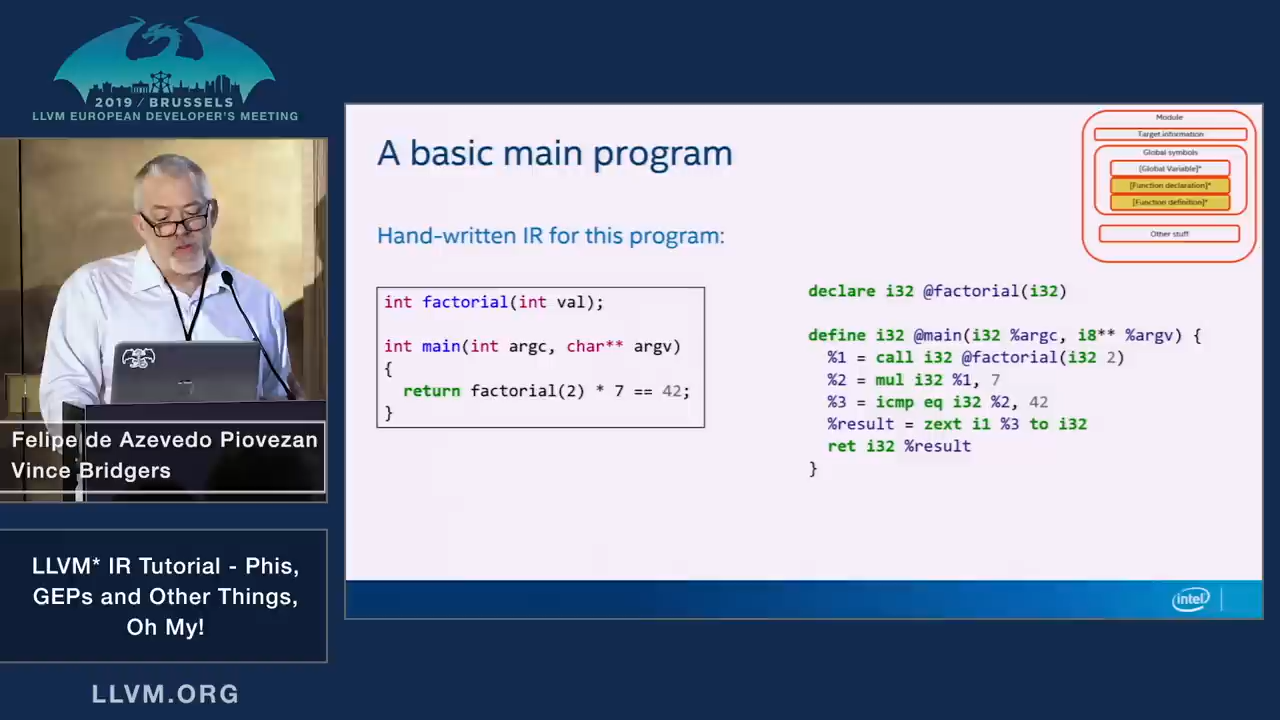 2019 / BRUSSELS
LLVM EUROPEAN DEVELOPER'S MEETING
Felipe de Azevedo Piovezan
Vince Bridgers
LLVM* IR Tutorial - Phis,
GEPs and Other Things,
Oh My!
LLVM.ORG
A basic main program
Hand-written IR for this program:
int factorial(int val);
int main(int argc, char** argv)
{
return factorial(2) * 7 == 42;
}
Module
Target information
Global symbols
[Global Variable]*
[Function declaration]*
[Function definition]*
Other stuff
declare i32 @factorial(i32)
define i32 @main(i32 %argc, i8** %argv) {
%1 = call i32 @factorial(i32 2)
%2 = mul i32 %1, 7
%3 = icmp eq i32 %2, 42
%result = zext i1 %3 to i32
ret i32 %result
}
intel